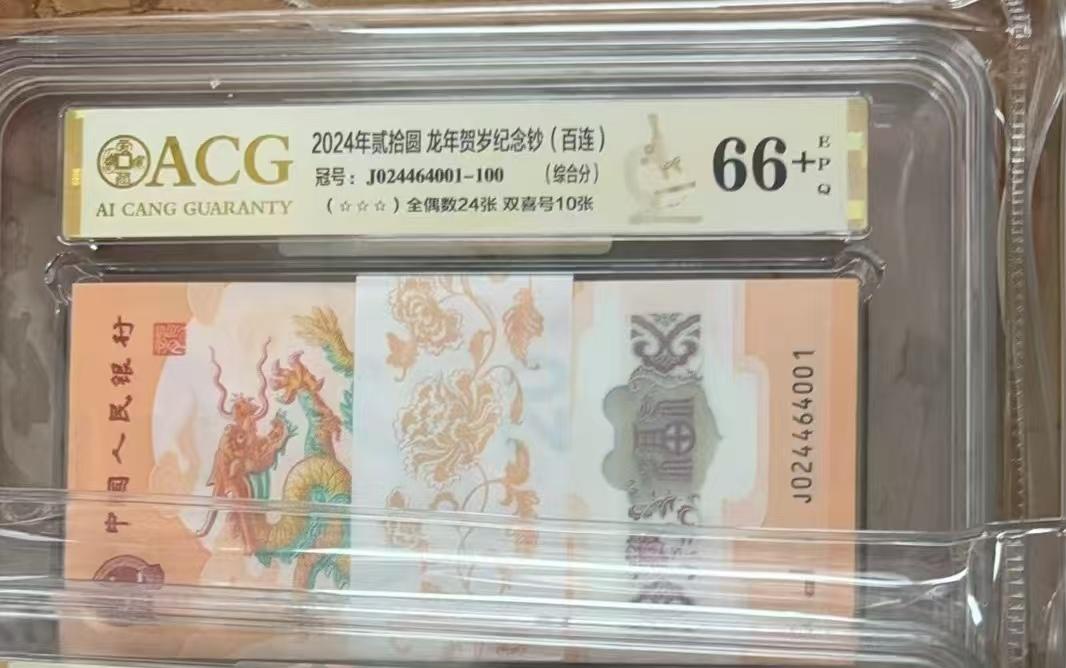 ACG
AI CANG GUARANTY
2024年贰拾圆 龙年贺岁纪念钞（百连）
冠号：J024464001-100 （综合分）
（☆☆☆）全偶数24张 双喜号10张
66+
EPQ
中国人民银行
J024464001